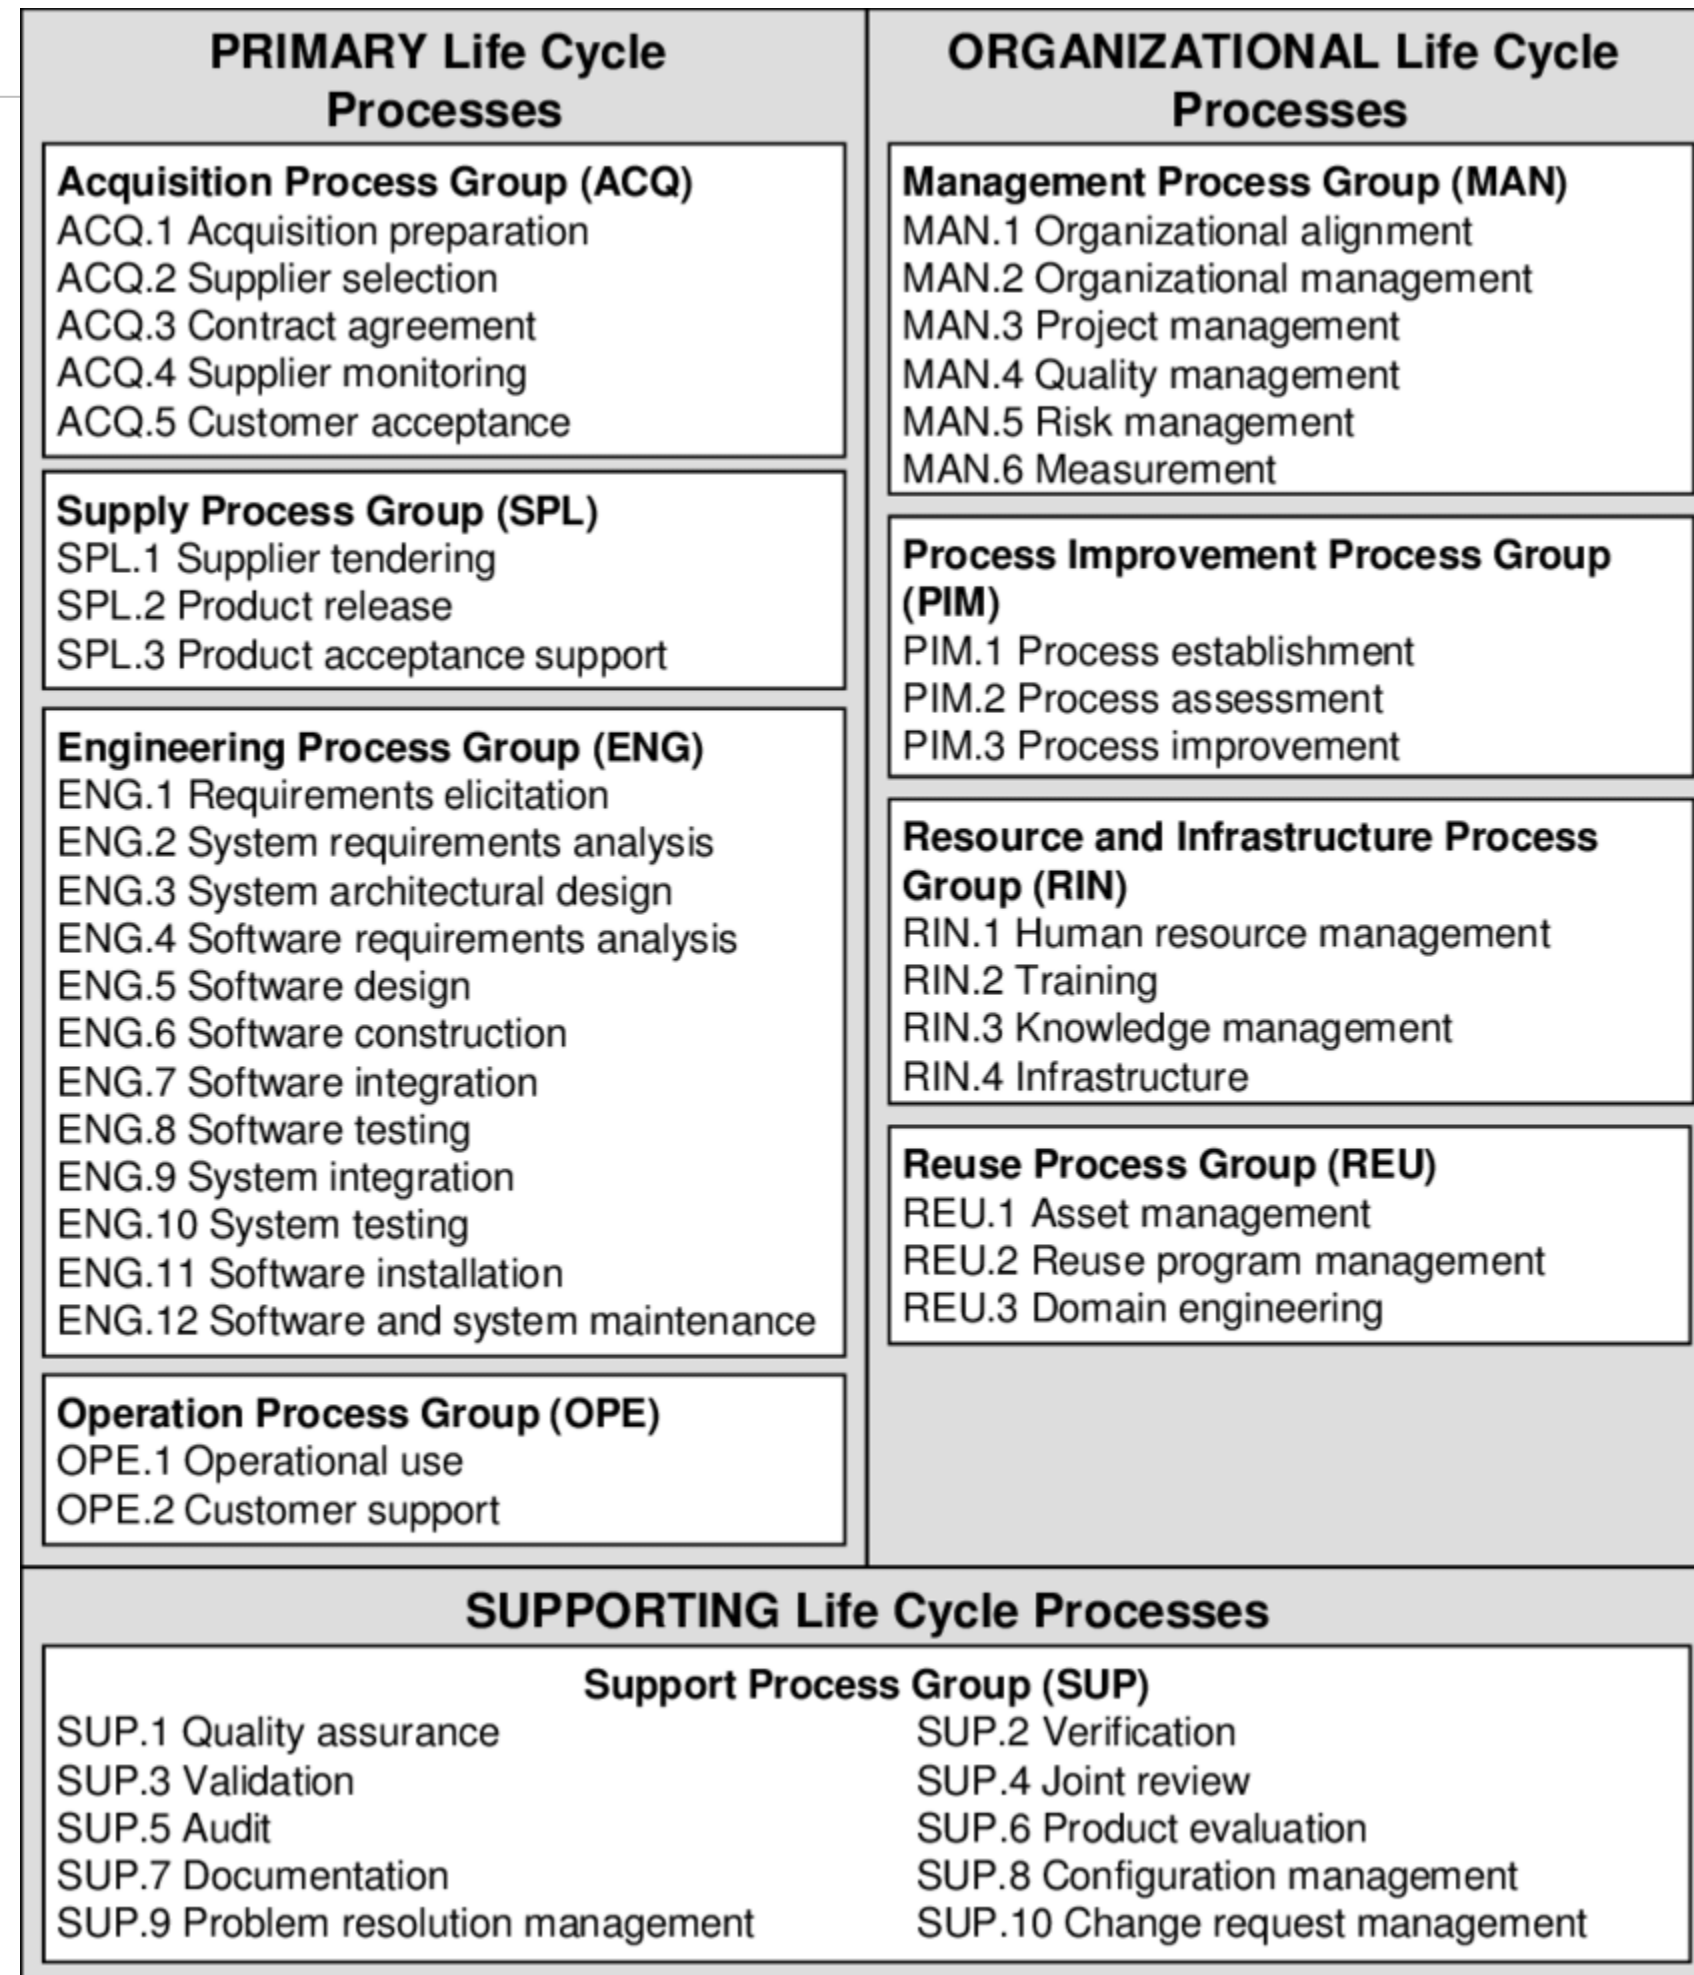 PRIMARY Life Cycle
Processes
Acquisition Process Group (ACQ)
ACQ.1 Acquisition preparation
ACQ.2 Supplier selection
ACQ.3 Contract agreement
ACQ.4 Supplier monitoring
ACQ.5 Customer acceptance
Supply Process Group (SPL)
SPL.1 Supplier tendering
SPL.2 Product release
SPL.3 Product acceptance support
Engineering Process Group (ENG)
ENG.1 Requirements elicitation
ENG.2 System requirements analysis
ENG.3 System architectural design
ENG.4 Software requirements analysis
ENG.5 Software design
ENG.6 Software construction
ENG.7 Software integration
ENG.8 Software testing
ENG.9 System integration
ENG.10 System testing
ENG.11 Software installation
ENG.12 Software and system maintenance
Operation Process Group (OPE)
OPE.1 Operational use
OPE.2 Customer support
ORGANIZATIONAL Life Cycle
Processes
Management Process Group (MAN)
MAN.1 Organizational alignment
MAN.2 Organizational management
MAN.3 Project management
MAN.4 Quality management
MAN.5 Risk management
MAN.6 Measurement
Process Improvement Process Group
(PIM)
PIM.1 Process establishment
PIM.2 Process assessment
PIM.3 Process improvement
Resource and Infrastructure Process
Group (RIN)
RIN.1 Human resource management
RIN.2 Training
RIN.3 Knowledge management
RIN.4 Infrastructure
Reuse Process Group (REU)
REU.1 Asset management
REU.2 Reuse program management
REU.3 Domain engineering
SUPPORTING Life Cycle Processes
Support Process Group (SUP)
SUP.1 Quality assurance
SUP.2 Verification
SUP.3 Validation
SUP.4 Joint review
SUP.5 Audit
SUP.6 Product evaluation
SUP.7 Documentation
SUP.8 Configuration management
SUP.9 Problem resolution management
SUP.10 Change request management